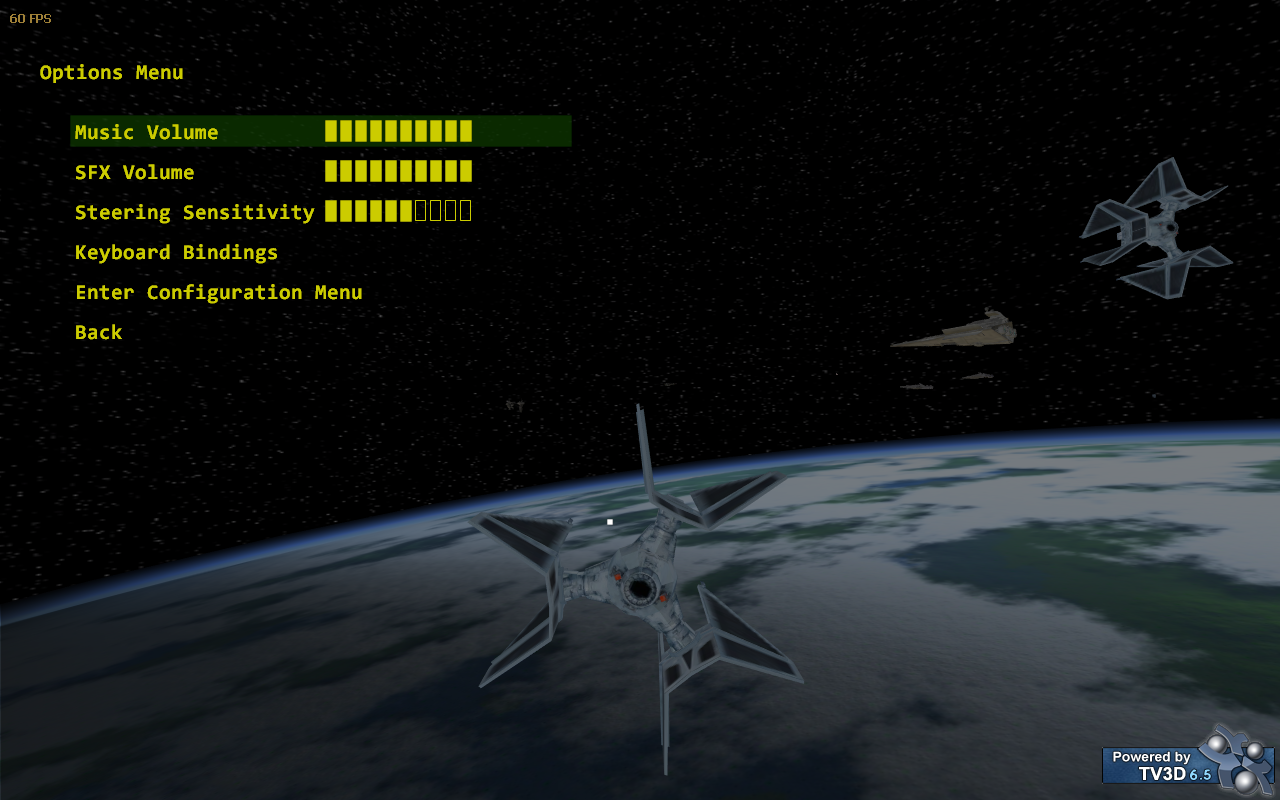 60 FPS
Options Menu
Music Volume
SFX Volume
Steering Sensitivity
Keyboard Bindings
Enter Configuration Menu
Back
Powered by
TV3D 6.5